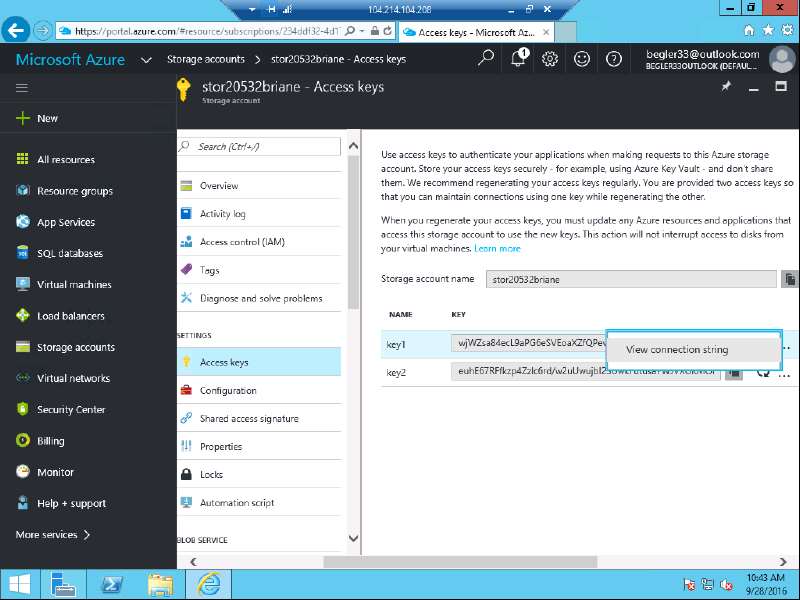 104.214.104.208
https://portal.azure.com/#resource/subscriptions/234ddf32-4d
Access keys - Microsoft Az...
Microsoft Azure
Storage accounts > stor20532briane - Access keys
1
begler33@outlook.com
BEGLER33OUTLOOK (DEFAUL...
stor20532briane - Access keys
Storage account
New
All resources
Resource groups
App Services
SQL databases
Virtual machines
Load balancers
Storage accounts
Virtual networks
Security Center
Billing
Monitor
Help + support
More services >
Search (Ctrl+/)
Overview
Activity log
Access control (IAM)
Tags
Diagnose and solve problems
SETTINGS
Access keys
Configuration
Shared access signature
Properties
Locks
Automation script
BLOB SERVICE
Use access keys to authenticate your applications when making requests to this Azure storage
account. Store your access keys securely - for example, using Azure Key Vault - and don't share
them. We recommend regenerating your access keys regularly. You are provided two access keys so
that you can maintain connections using one key while regenerating the other.
When you regenerate your access keys, you must update any Azure resources and applications that
access this storage account to use the new keys. This action will not interrupt access to disks from
your virtual machines. Learn more
Storage account name
stor20532briane
NAME KEY
key1
View connection string
key2
10:43 AM
9/28/2016